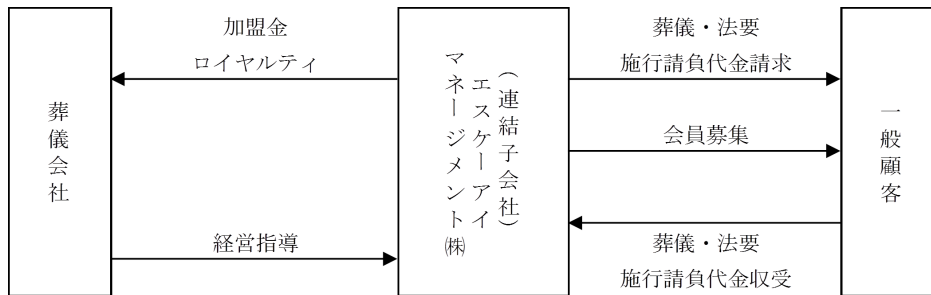 加盟金
ロイヤルティ
葬儀会社
経営指導
(連結子会社)
エスケーアイ
マネージメント㈱
葬儀・法要
施行請負代金請求
会員募集
葬儀・法要
施行請負代金収受
一般顧客